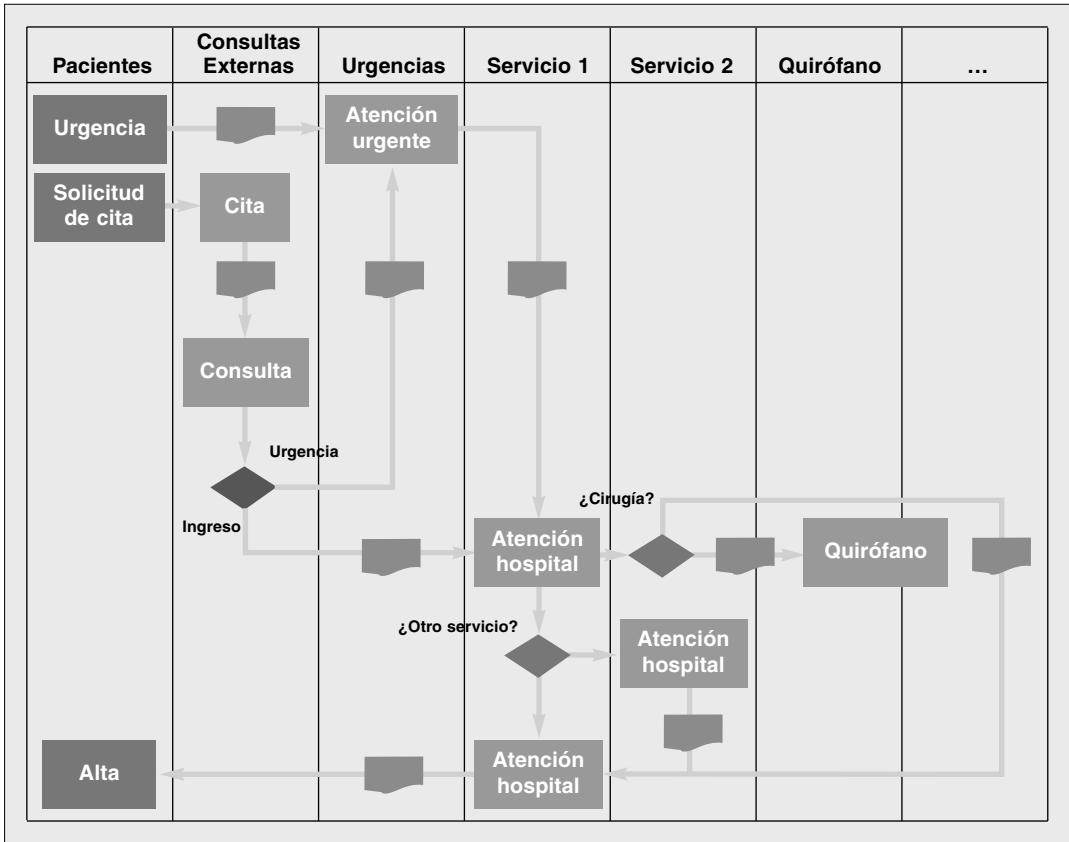 Consultas
Pacientes Externas Urgencias Servicio 1 Servicio 2 Quirófano ...
Urgencia
Atención
urgente
Solicitud
de cita
Cita
Consulta
Urgencia
Ingreso
¿Cirugía?
Atención
hospital
Quirófano
¿Otro servicio?
Atención
hospital
Alta
Atención
hospital